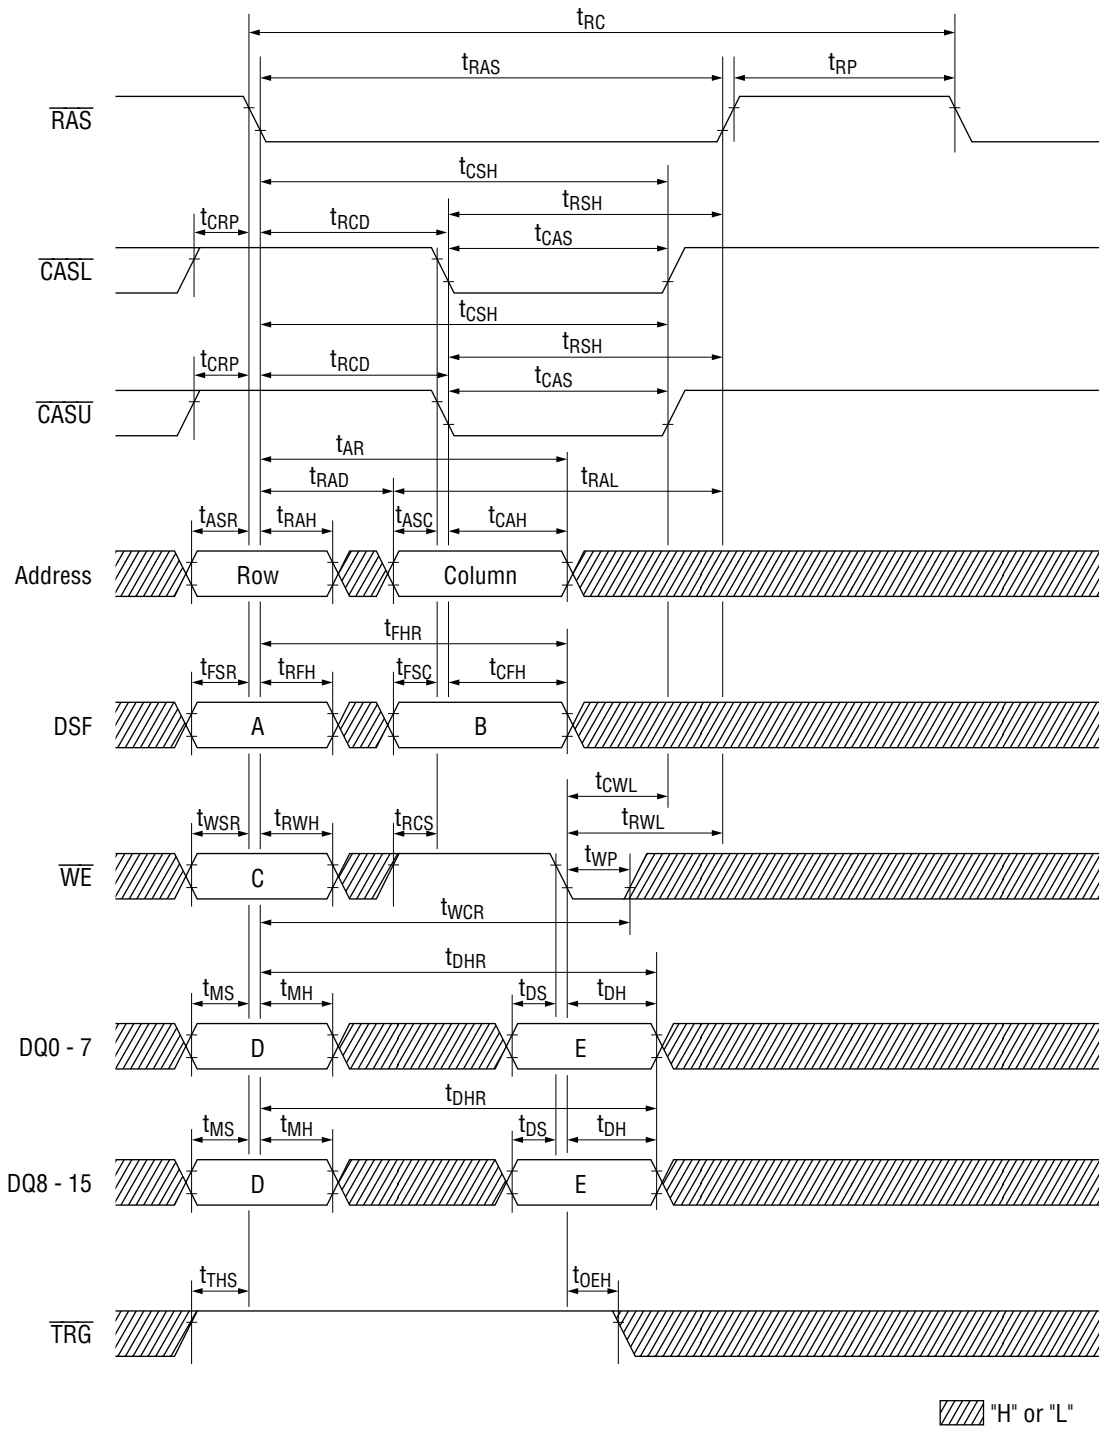 tRC
tRAS tRP
RAS
tCSH
tRSH
tCRP tRCD tCAS
CASL
tCSH
tRSH
tCRP tRCD tCAS
CASU
tAR
tRAD tRAL
tASR tRAH tASC tCAH
Address Row Column
tFHR
tFSR tRFH tFSC tCFH
DSF A B
tCWL
tWSR tRWH tRCS tRWL
tWP
WE C
tWCR
tDHR
tMS tMH tDS tDH
DQ0 - 7 D E
tDHR
tMS tMH tDS tDH
DQ8 - 15 D E
tTHS tOEH
TRG
"H" or "L"